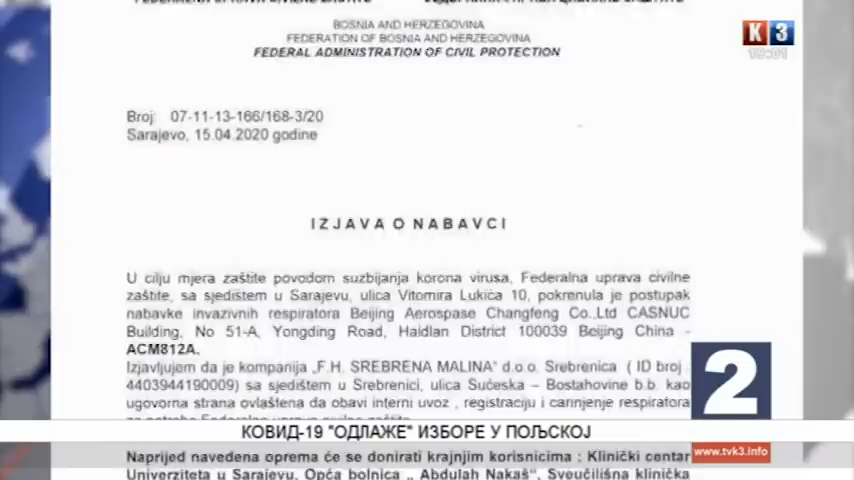 BOSNIA AND HERZEGOVINA
FEDERATION OF BOSNIA AND HERZEGOVINA
FEDERAL ADMINISTRATION OF CIVIL PROTECTION
K3
19:01
Broj: 07-11-13-166/168-3/20
Sarajevo, 15.04.2020 godine
IZJAVA O NABAVCI
U cilju mjera zaštite povodom suzbijanja korona virusa, Federalna uprava civilne
zaštite, sa sjedištem u Sarajevu, ulica Vitomira Lukića 10, pokrenula je postupak
nabavke invazivnih respiratora Beijing Aerospase Changfeng Co.,Ltd CASNUC
Building, No 51-A, Yongding Road, Haidlan District 100039 Beijing China -
ACM812A.
Izjavljujem da je kompanija „F.H. SREBRENA MALINA" d.o.o. Srebrenica ( ID broj
4403944190009) sa sjedištem u Srebrenici, ulica Sućeska – Bostahovine b.b. kao
ugovorna strana ovlaštena da obavi interni uvoz , registraciju i carinjenje respiratora
2
КОВИД-19 "ОДЛАЖЕ" ИЗБОРЕ У ПОЉСКОЈ
www.tvk3.info
Naprijed navedena oprema će se donirati krajnjim korisnicima : Klinički centar
Univerziteta u Sarajevu, Opća bolnica „ Abdulah Nakaš", Sveučilišna klinička